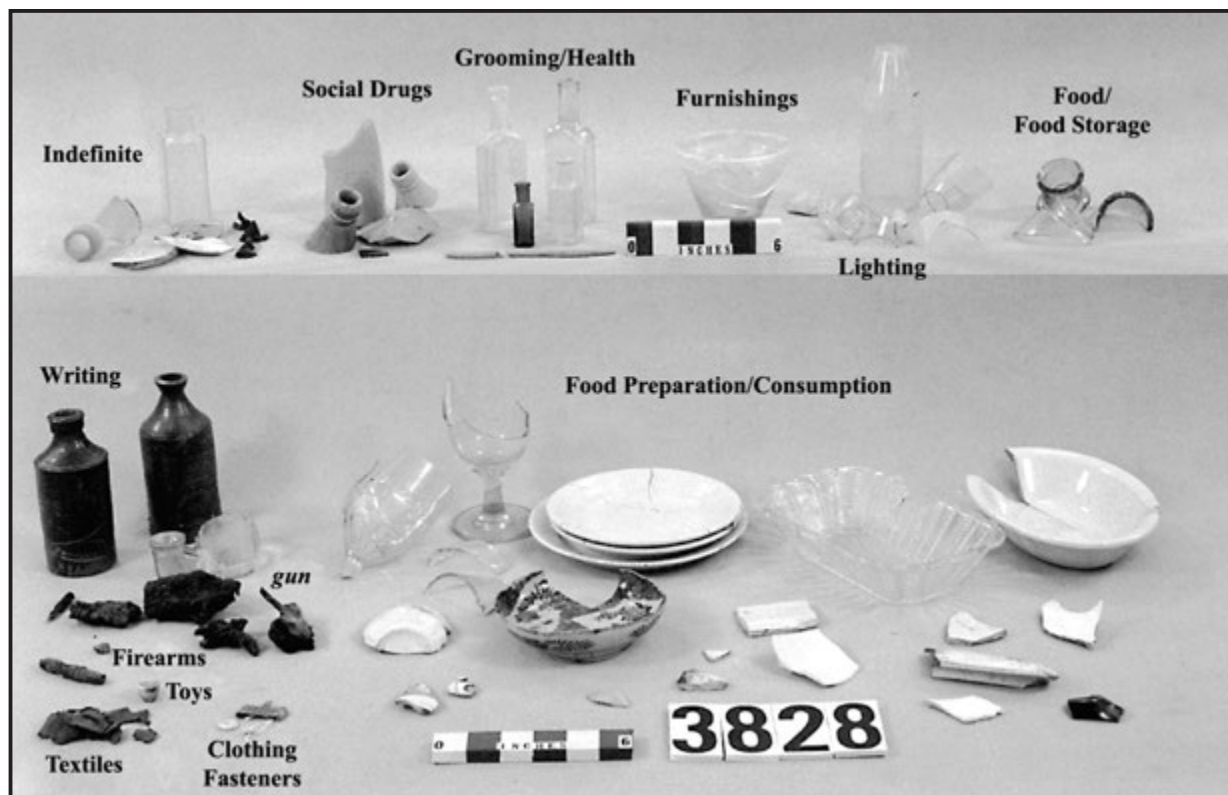 Grooming/Health
Social Drugs
Furnishings
Food/
Food Storage
Indefinite
0 INCHES 6
Lighting
Writing
Food Preparation/Consumption
gun
Firearms
Toys
Textiles
Clothing
Fasteners
0 INCHES 6
3828